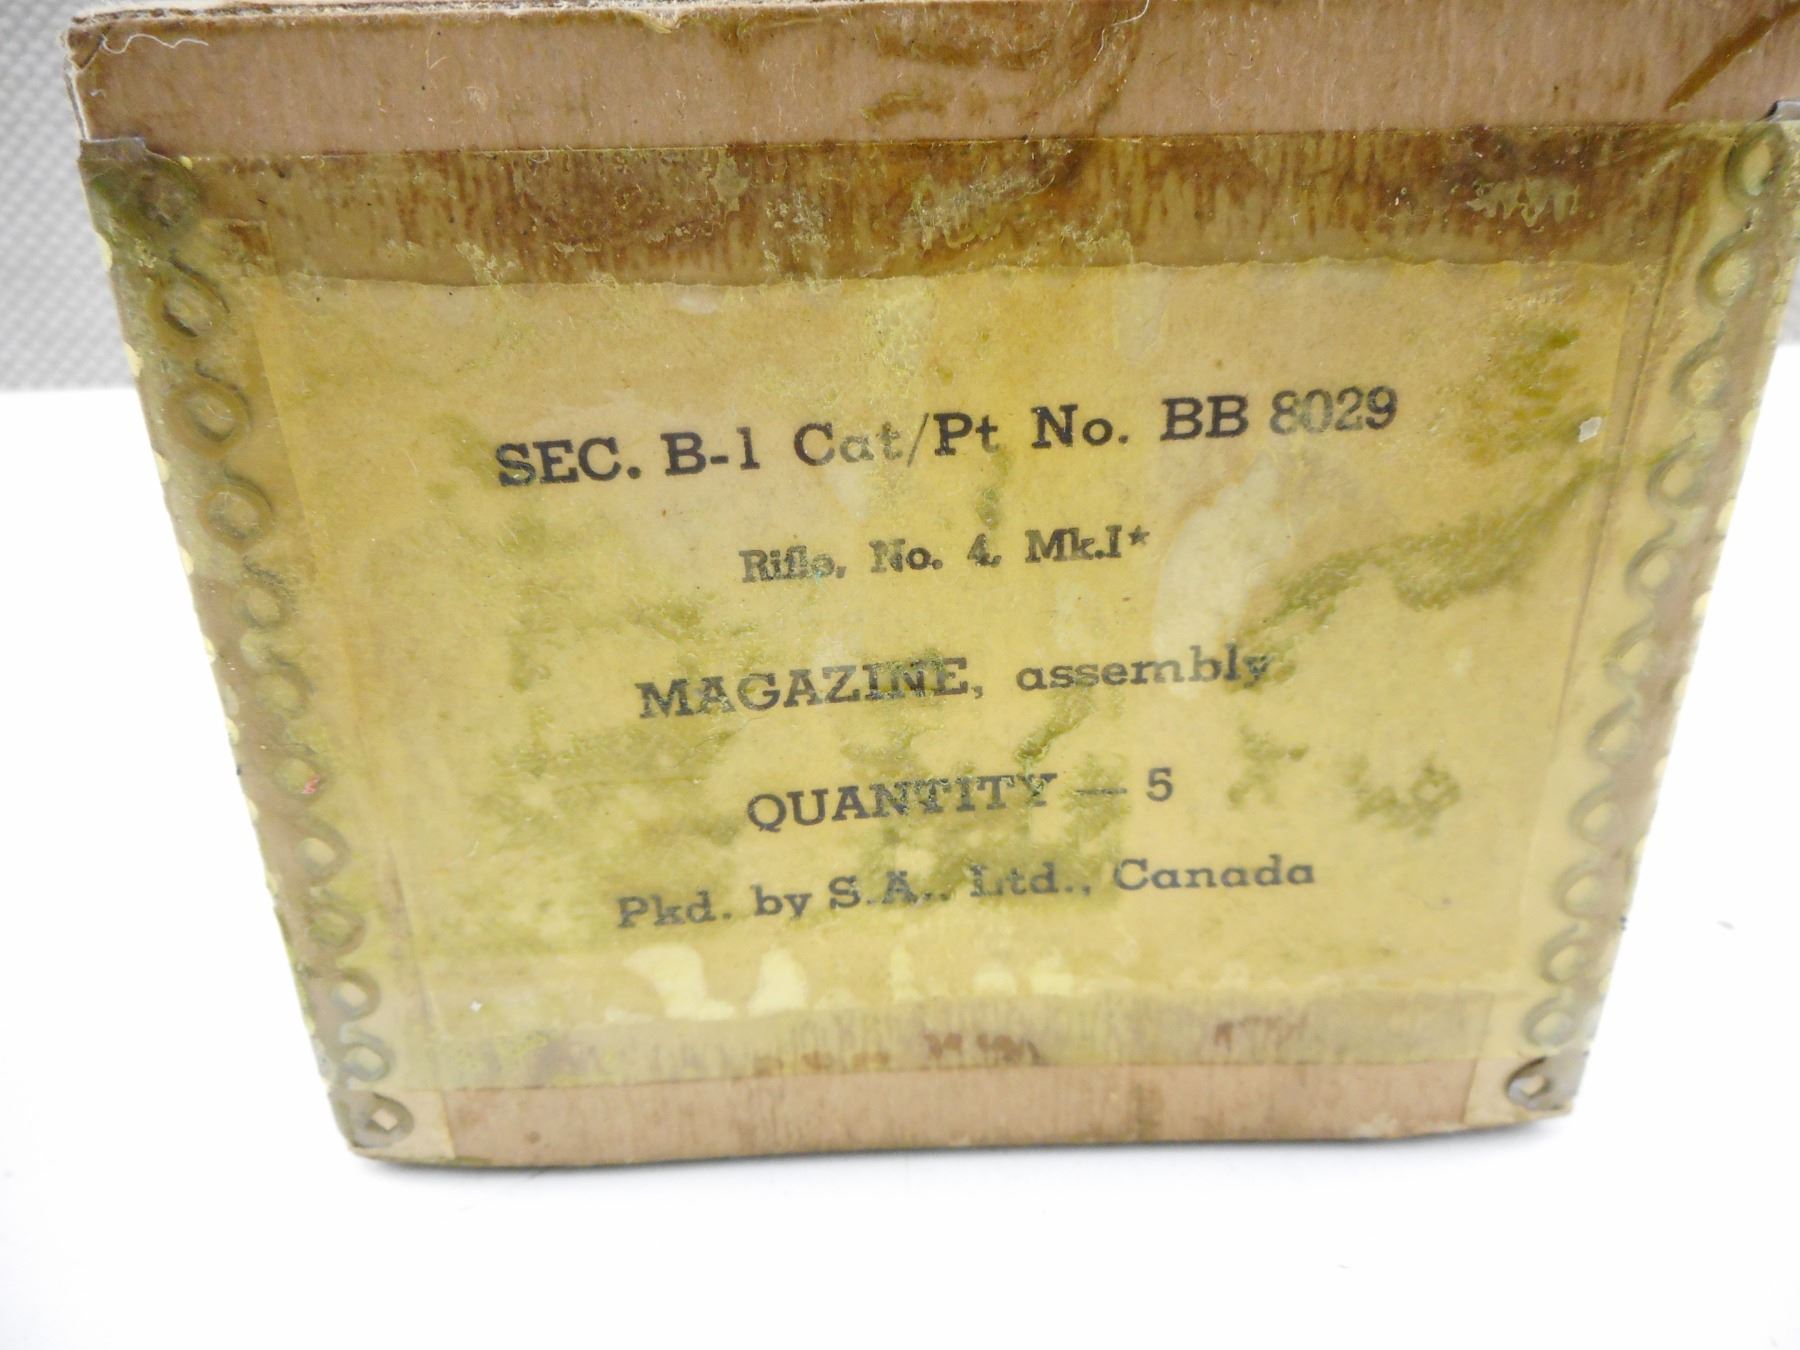 SEC. B-1 Cat/Pt No. BB 8029
Rifle, No. 4, Mk.I*
MAGAZINE, assembly
QUANTITY — 5
Pkd. by S.A., Ltd., Canada